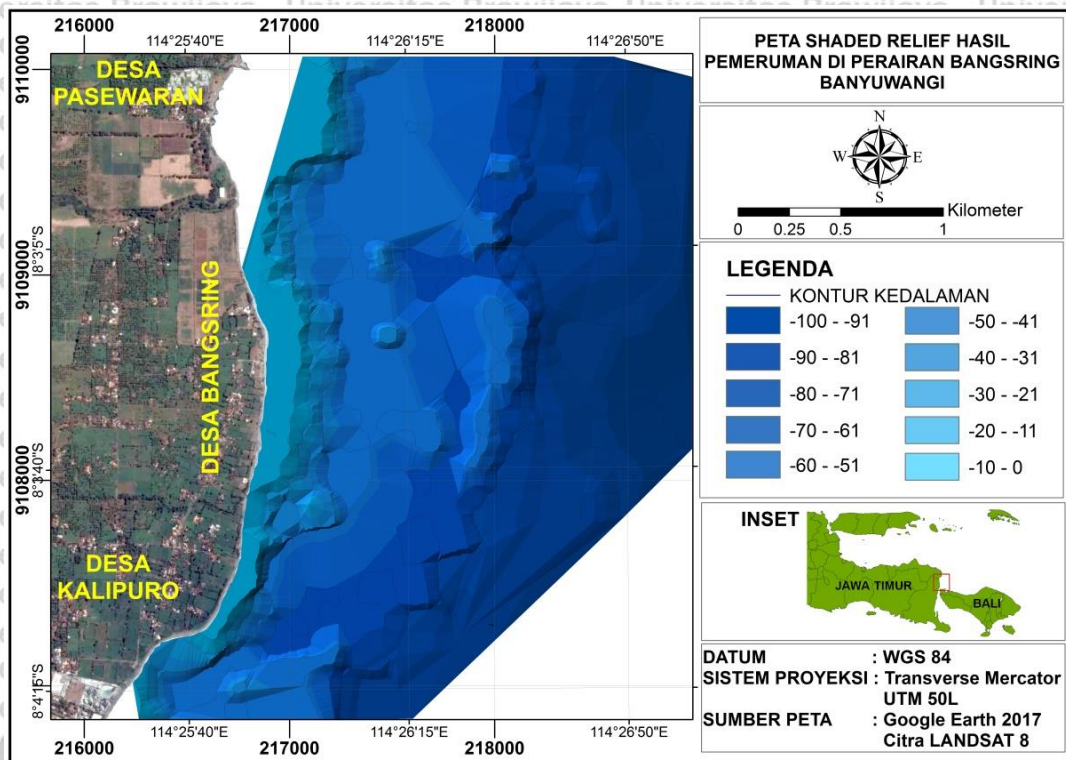 216000 217000 218000
114°25'40"E 114°26'15"E 114°26'50"E
9110000
9109000
8°3'5"S
9108000
8°3'40"S
8°4'15"S
DESA
PASEWARAN
DESA BANGSRING
DESA
KALIPURO
114°25'40"E 114°26'15"E 114°26'50"E
216000 217000 218000
PETA SHADED RELIEF HASIL
PEMERUMAN DI PERAIRAN BANGSRING
BANYUWANGI
N
W E
S
Kilometer
0 0.25 0.5 1
LEGENDA
KONTUR KEDALAMAN
-100 - -91 -50 - -41
-90 - -81 -40 - -31
-80 - -71 -30 - -21
-70 - -61 -20 - -11
-60 - -51 -10 - 0
INSET
JAWA TIMUR
BALI
DATUM : WGS 84
SISTEM PROYEKSI : Transverse Mercator
UTM 50L
SUMBER PETA : Google Earth 2017
Citra LANDSAT 8